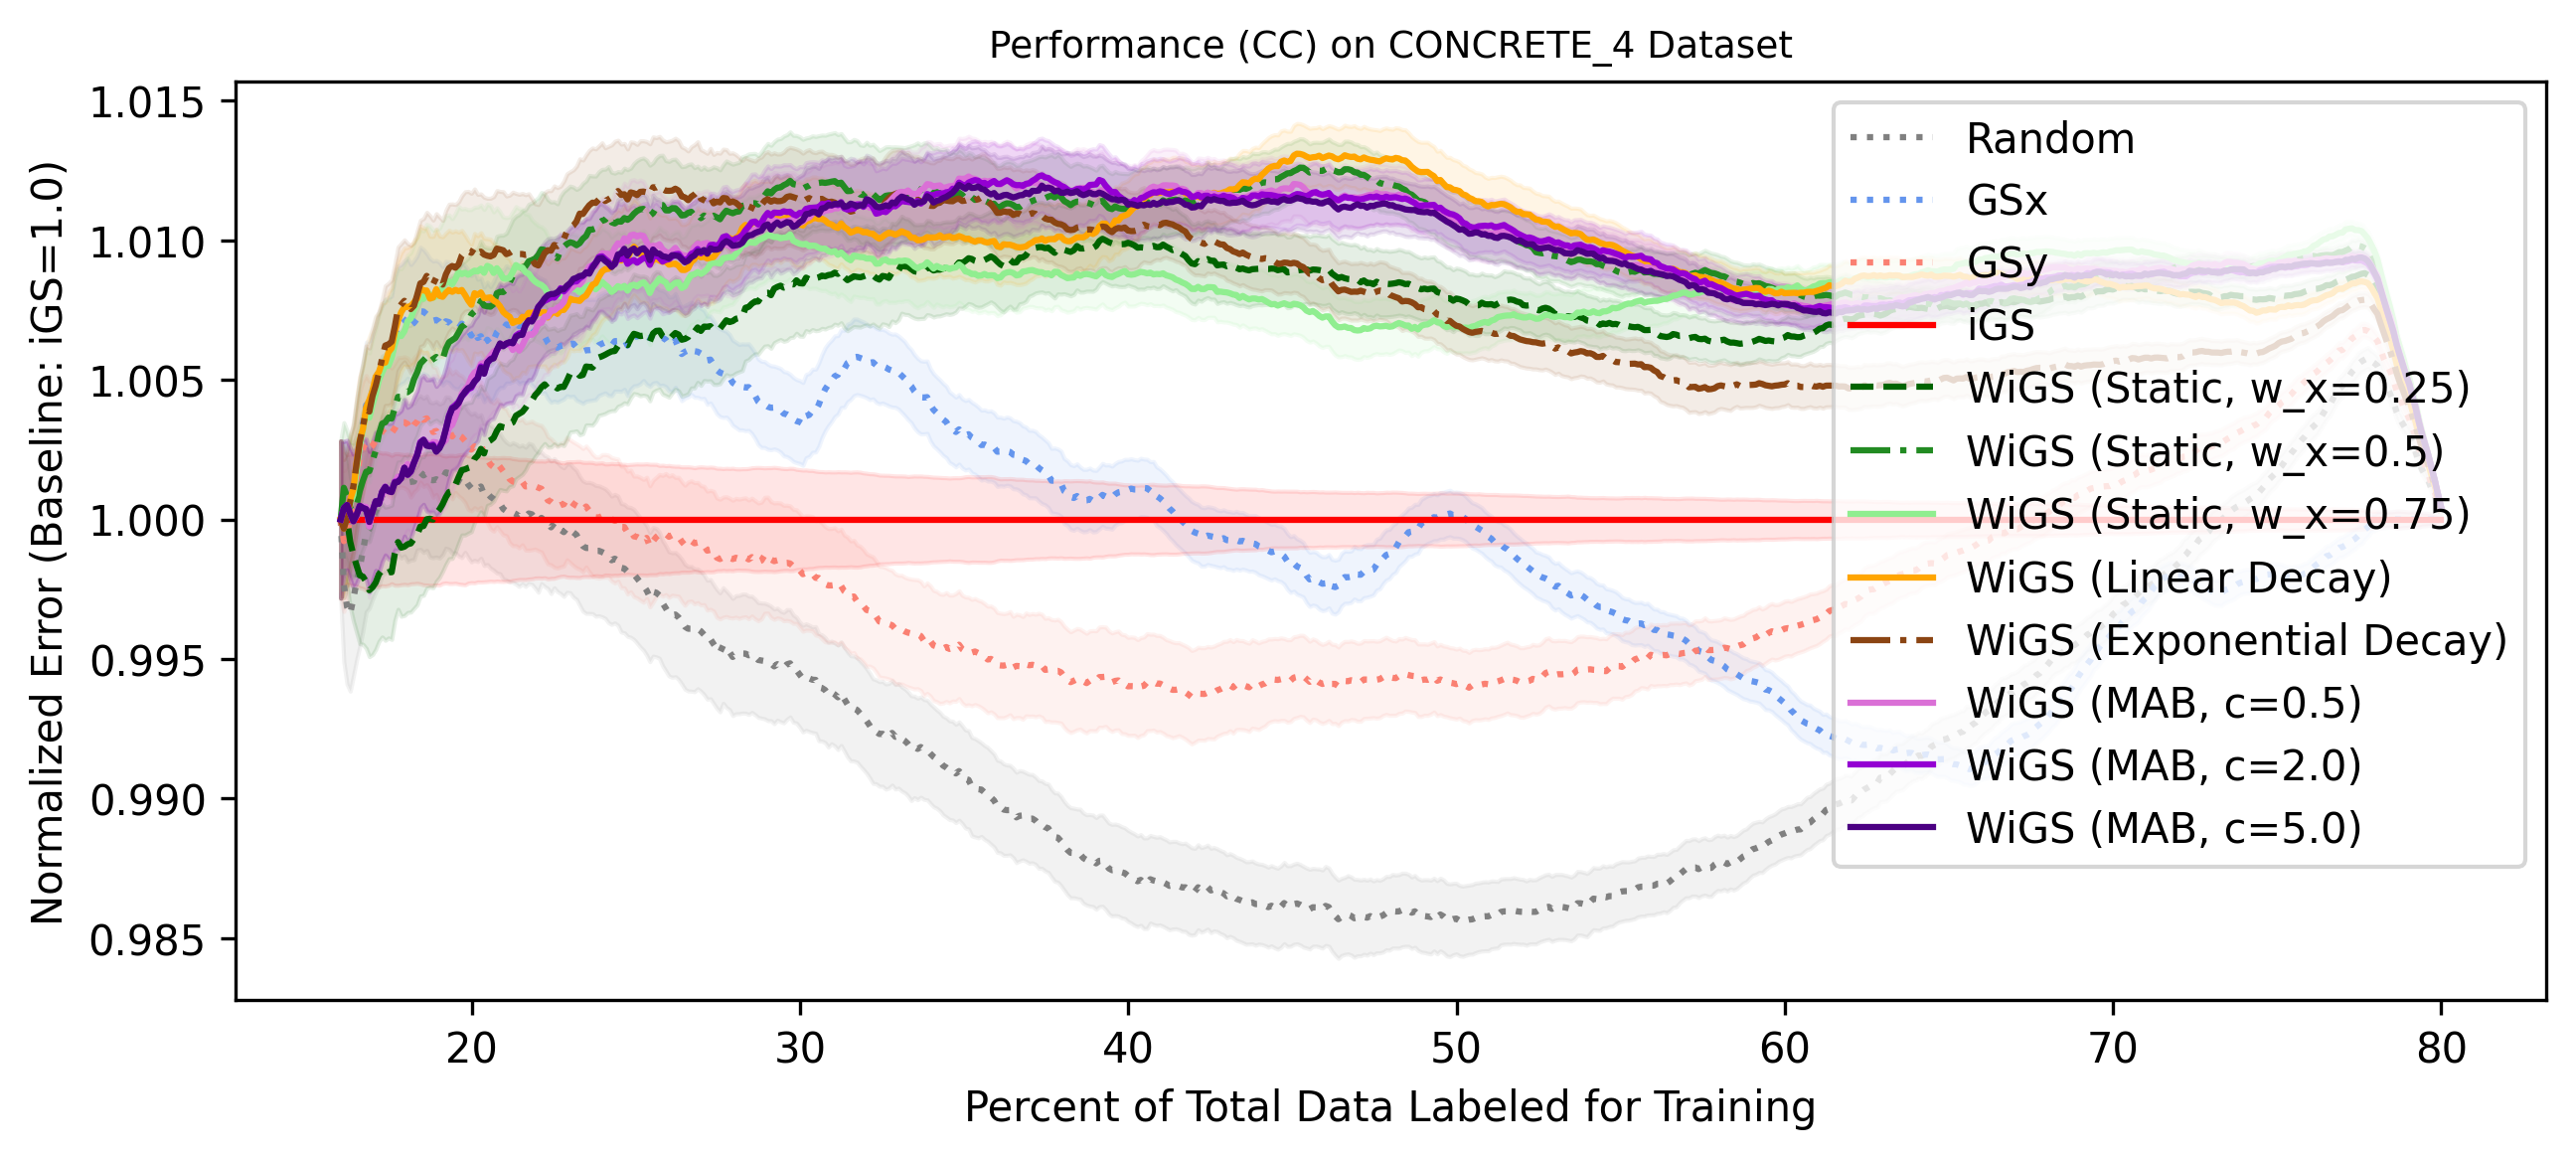 Performance (CC) on CONCRETE_4 Dataset
Normalized Error (Baseline: iGS=1.0)
1.015
1.010
1.005
1.000
0.995
0.990
0.985
Random
GSx
GSy
iGS
WiGS (Static, w_x=0.25)
WiGS (Static, w_x=0.5)
WiGS (Static, w_x=0.75)
WiGS (Linear Decay)
WiGS (Exponential Decay)
WiGS (MAB, c=0.5)
WiGS (MAB, c=2.0)
WiGS (MAB, c=5.0)
20 30 40 50 60 70 80
Percent of Total Data Labeled for Training